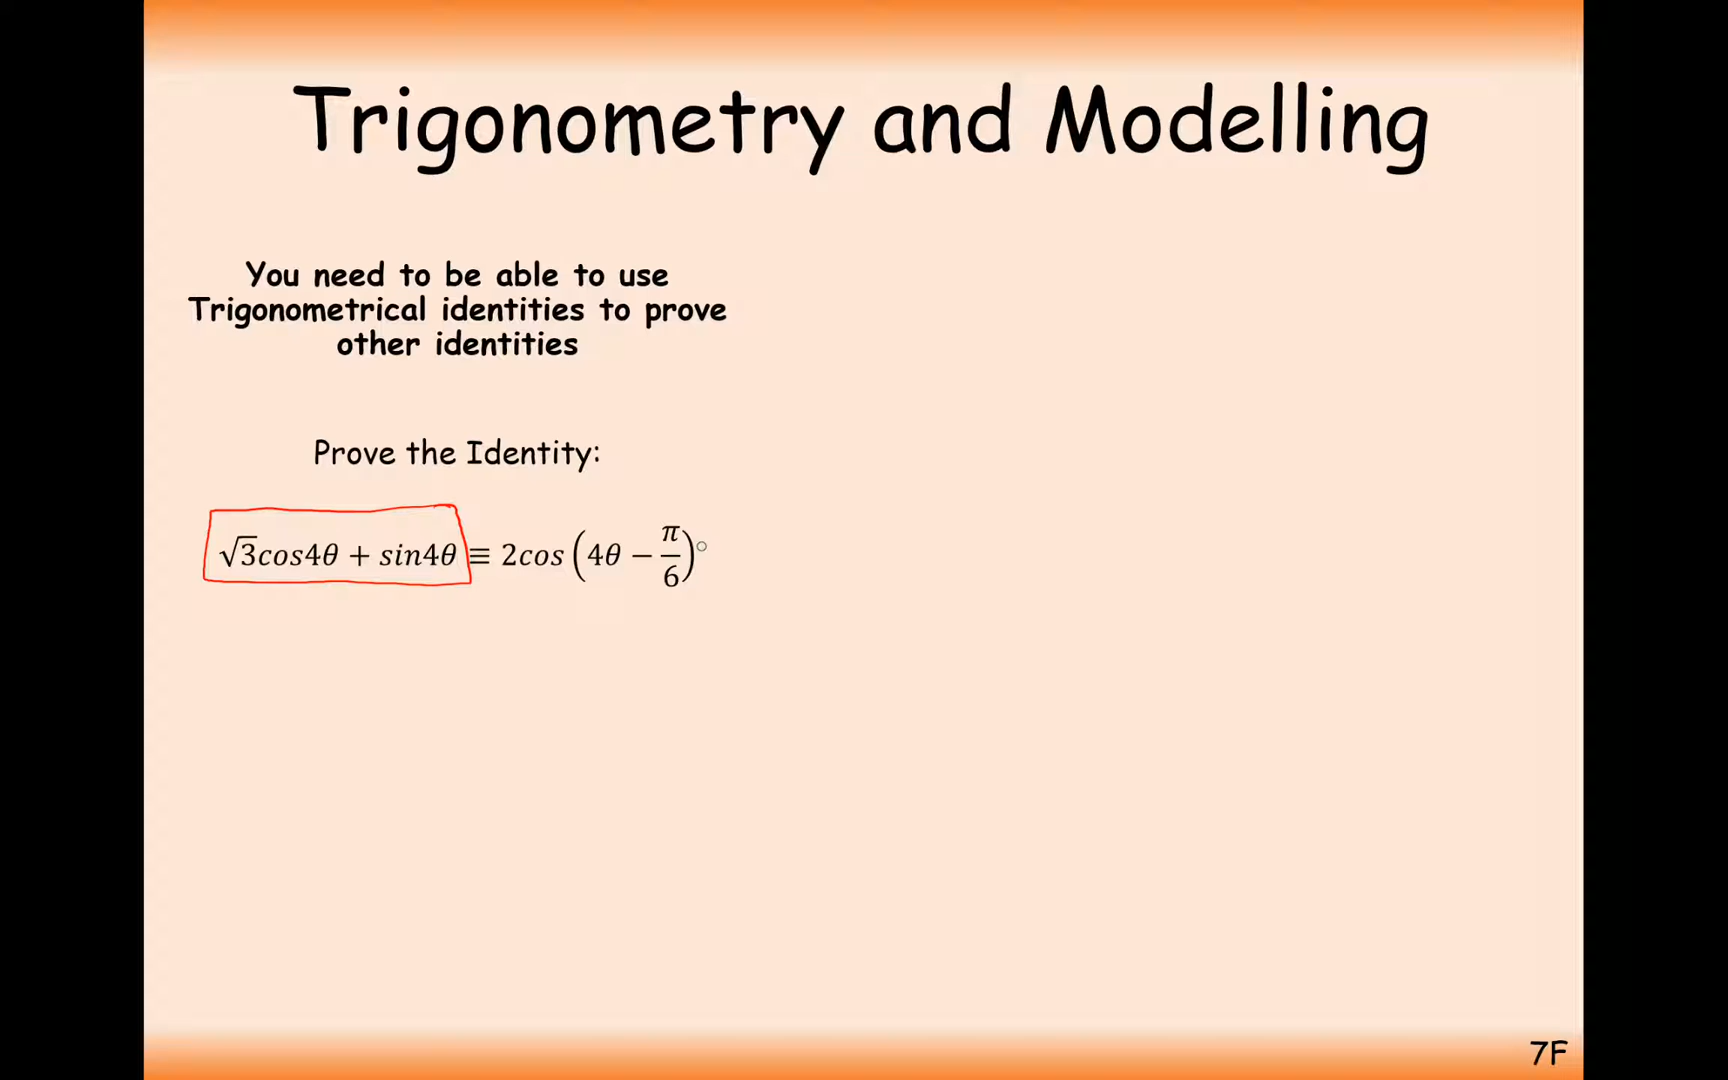 Trigonometry and Modelling
You need to be able to use
Trigonometrical identities to prove
other identities
Prove the Identity:
√3cos4θ + sin4θ ≡ 2cos (4θ − π/6)
7F